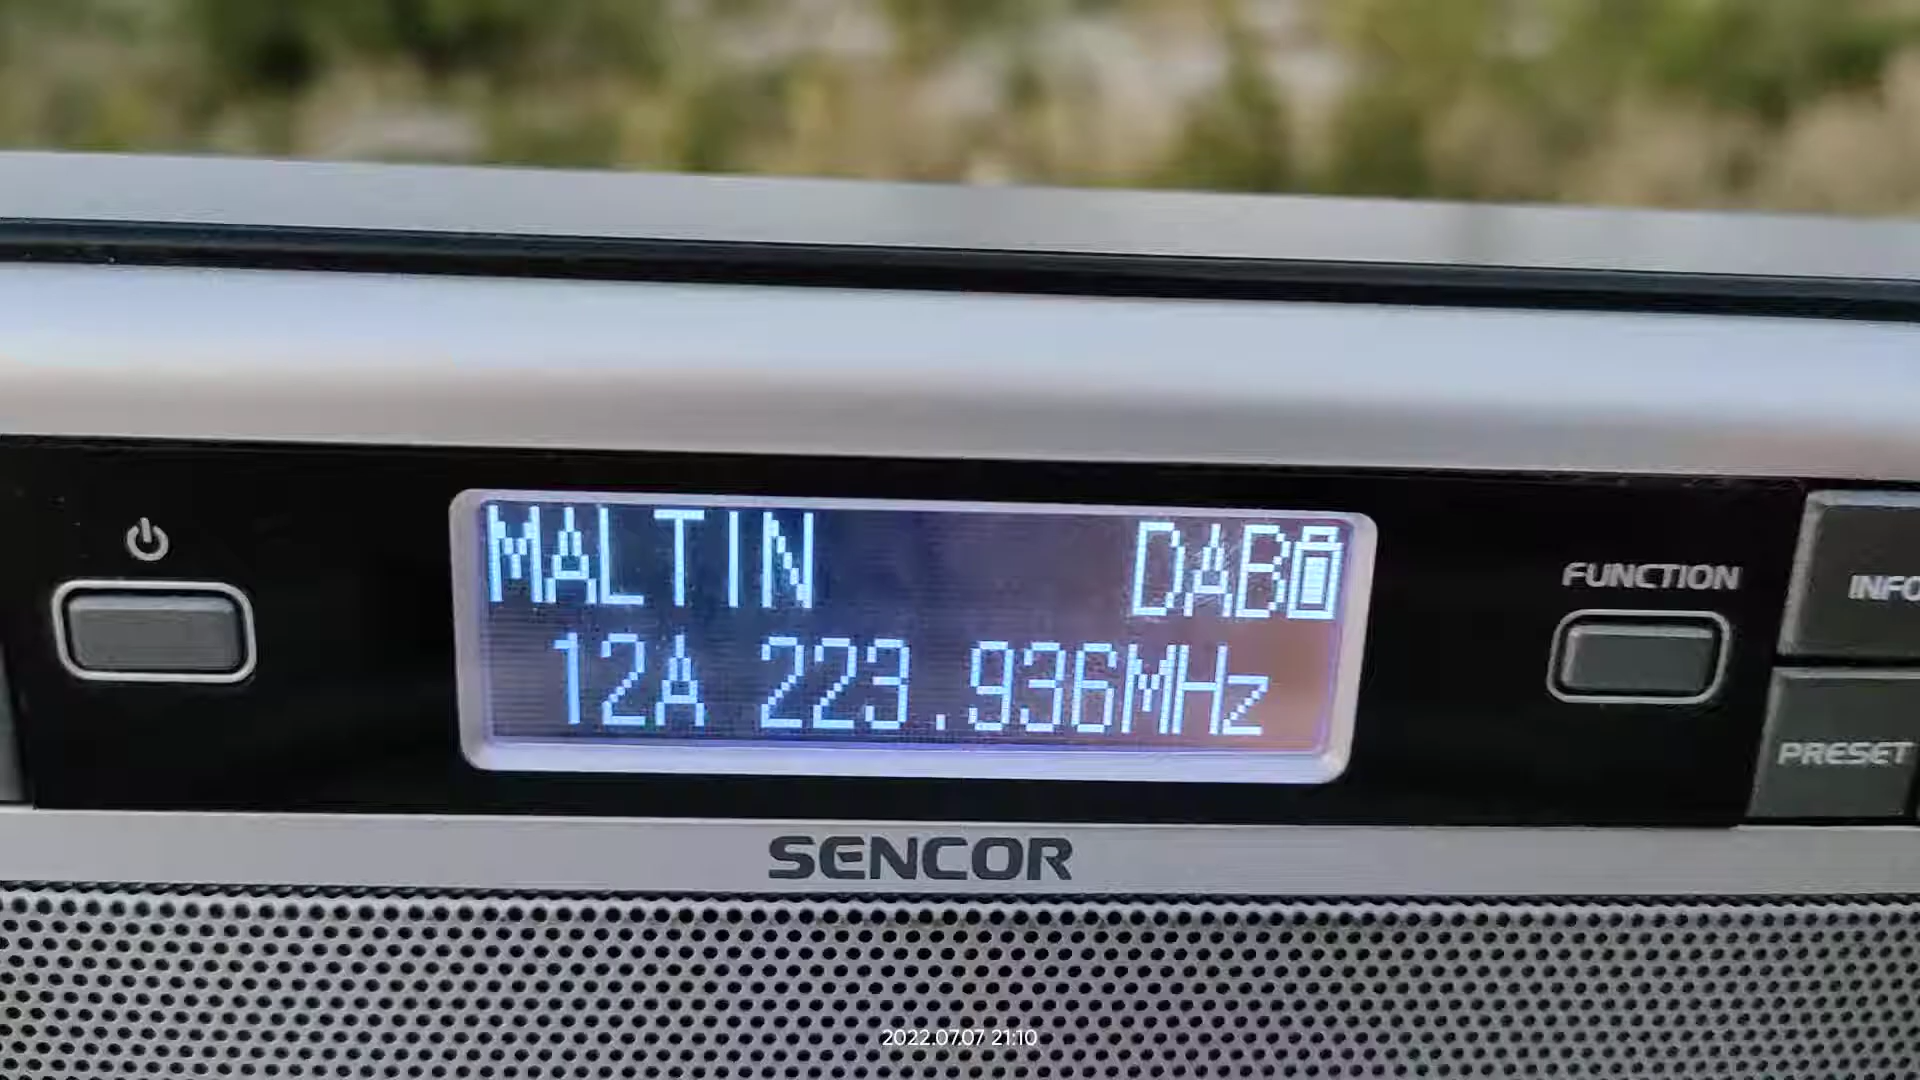 MALTIN DAB
12A 223.936MHz
FUNCTION
INFO
PRESET
SENCOR
2022.07.07 21:10